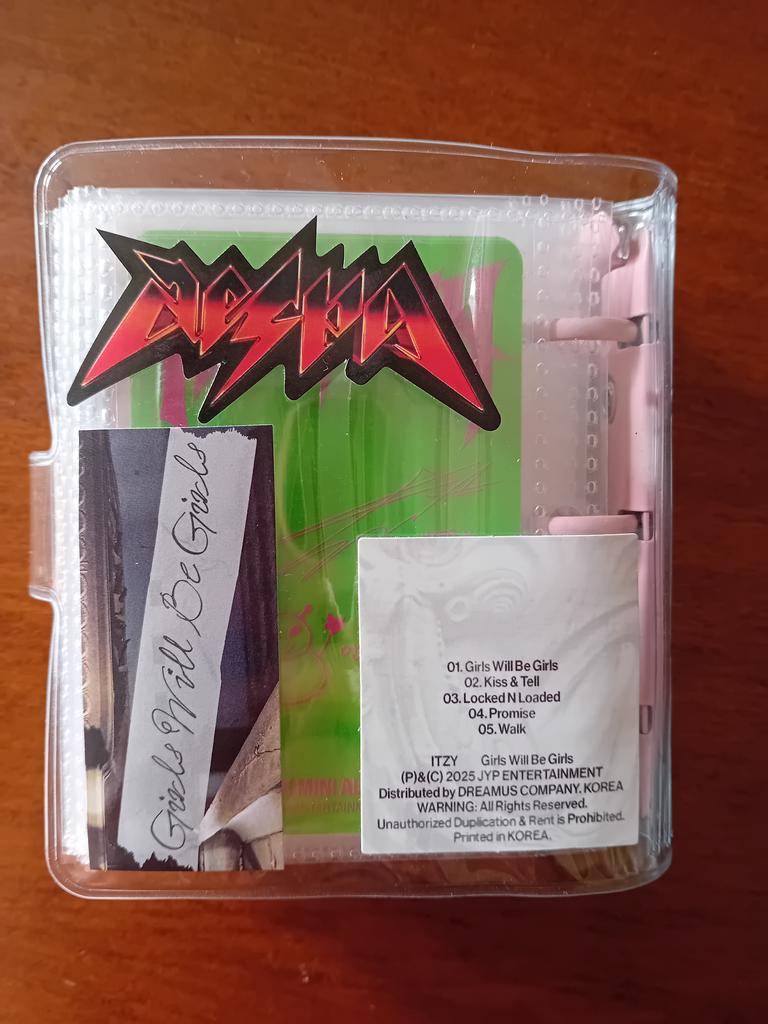 aespa
Girls Will Be Girls
01. Girls Will Be Girls
02. Kiss & Tell
03. Locked N Loaded
04. Promise
05. Walk
ITZY Girls Will Be Girls
(P)&(C) 2025 JYP ENTERTAINMENT
Distributed by DREAMUS COMPANY. KOREA
WARNING: All Rights Reserved.
Unauthorized Duplication & Rent is Prohibited.
Printed in KOREA.
MINI